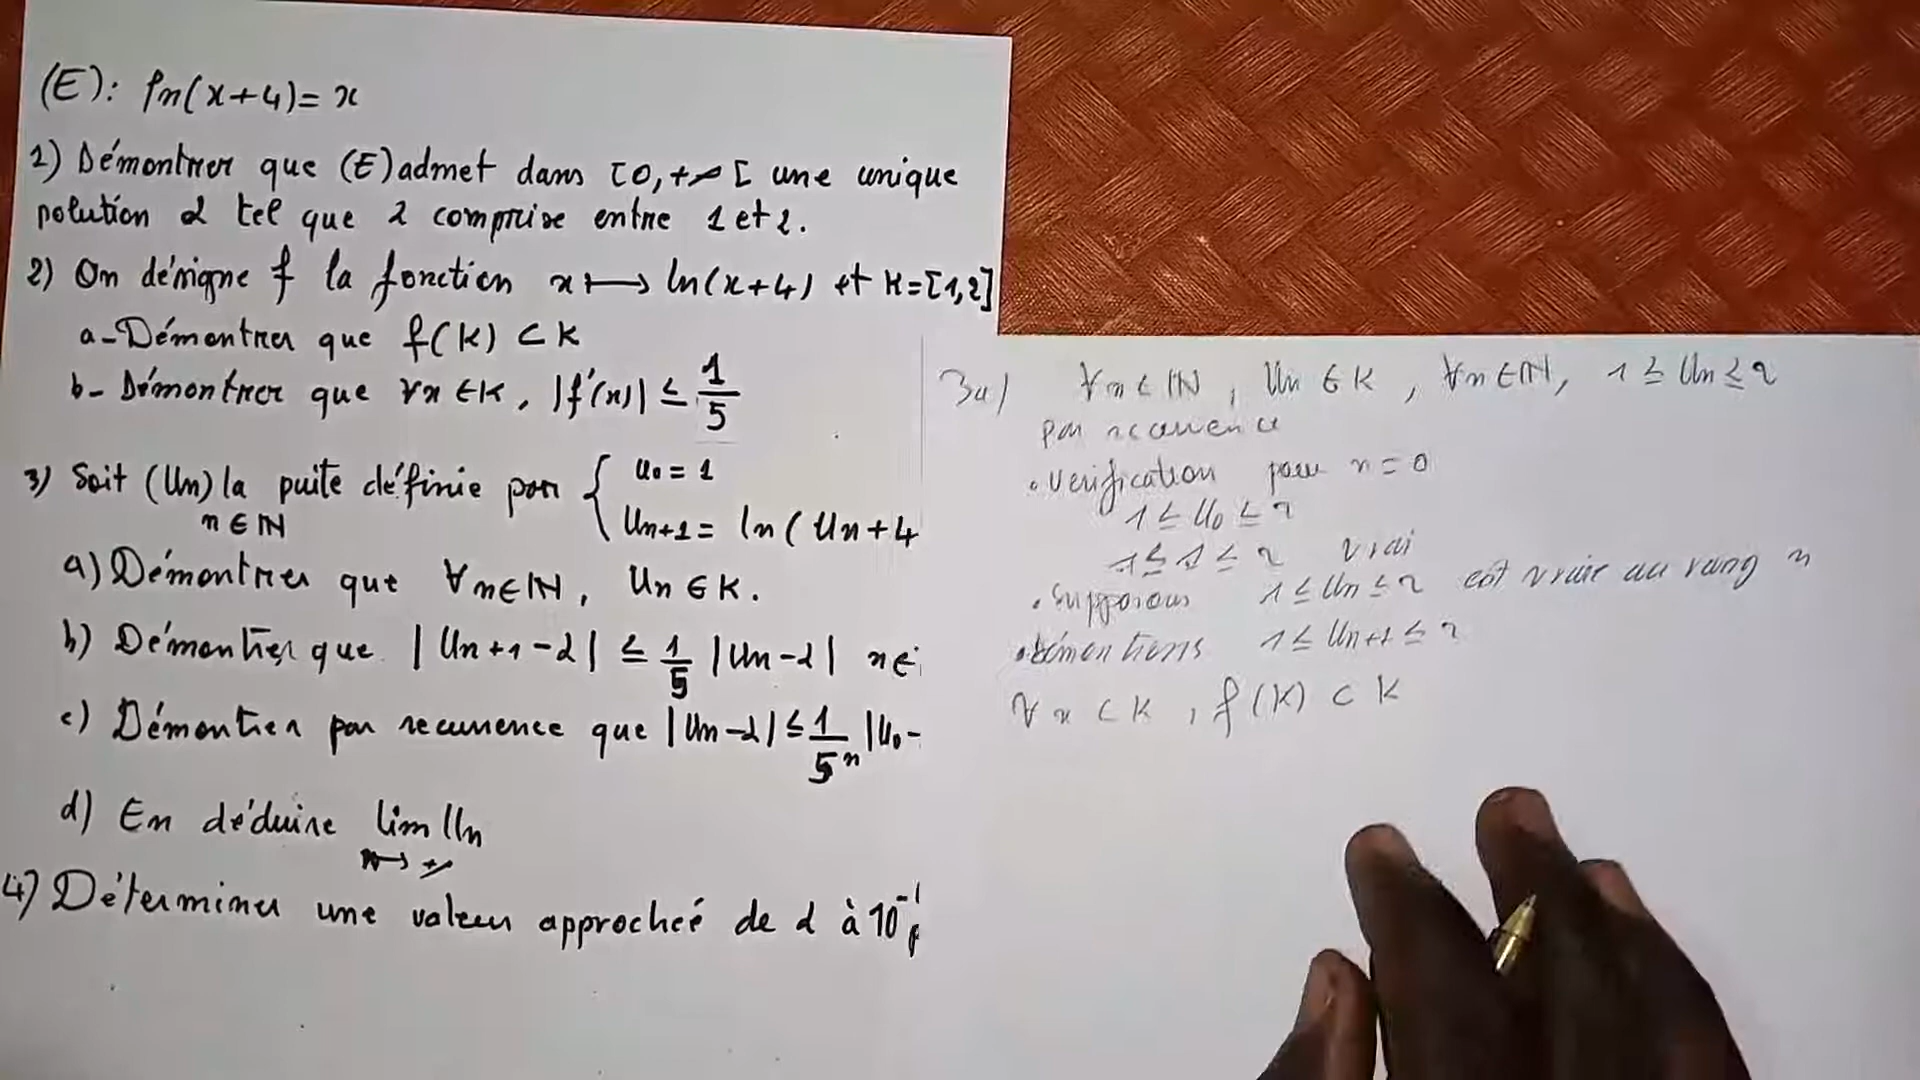 (E): ln(x+4)= x
1) Démontrer que (E) admet dans [0,+∞[ une unique
solution α tel que α comprise entre 1 et 2.
2) On désigne f la fonction x ⟼ ln(x+4) et K=[1,2]
a- Démontrer que f(K) ⊂ K
b- Démontrer que ∀x ∈ K, |f'(x)| ≤ 1/5
3) Soit (Un) la suite définie par { u0 = 1
n ∈ ℕ Un+1 = ln(Un+4
a) Démontrer que ∀n∈ℕ, Un ∈ K.
b) Démontrer que |Un+1-α| ≤ 1/5 |Un-α| n∈
c) Démontrer par recurrence que |Un-α| ≤ 1/5^n |U0-
d) En déduire lim Un
n→+∞
4) Déterminer une valeur approcheé de α à 10^-1
3a) ∀n∈ℕ, Un ∈ K, ∀n∈ℕ, 1 ≤ Un ≤ 2
par recurrence
• verification pour n = 0
1 ≤ U0 ≤ 2
1 ≤ 1 ≤ 2 vrai
• supposons 1 ≤ Un ≤ 2 est vraie au rang n
• Démontrons 1 ≤ Un+1 ≤ 2
∀x ⊂ K, f(K) ⊂ K